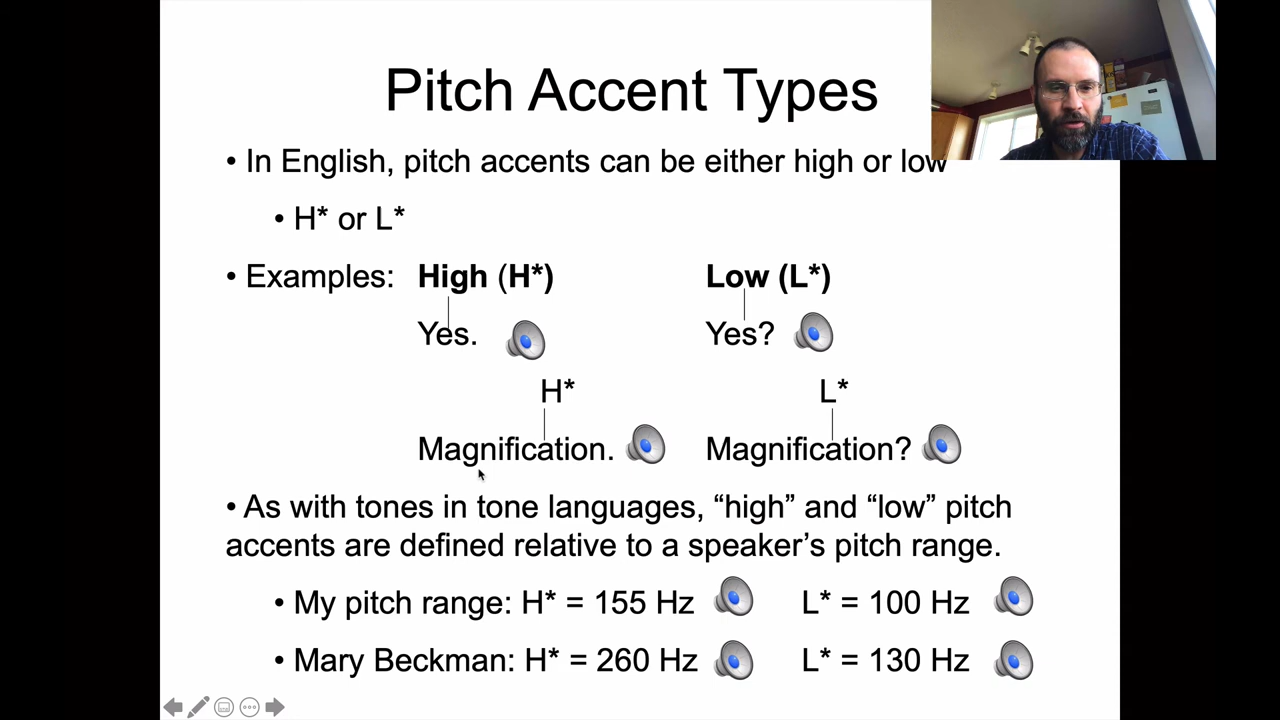 Pitch Accent Types
• In English, pitch accents can be either high or low
• H* or L*
• Examples: High (H*) Low (L*)
Yes. Yes?
H* L*
Magnification. Magnification?
• As with tones in tone languages, “high” and “low” pitch
accents are defined relative to a speaker’s pitch range.
• My pitch range: H* = 155 Hz L* = 100 Hz
• Mary Beckman: H* = 260 Hz L* = 130 Hz